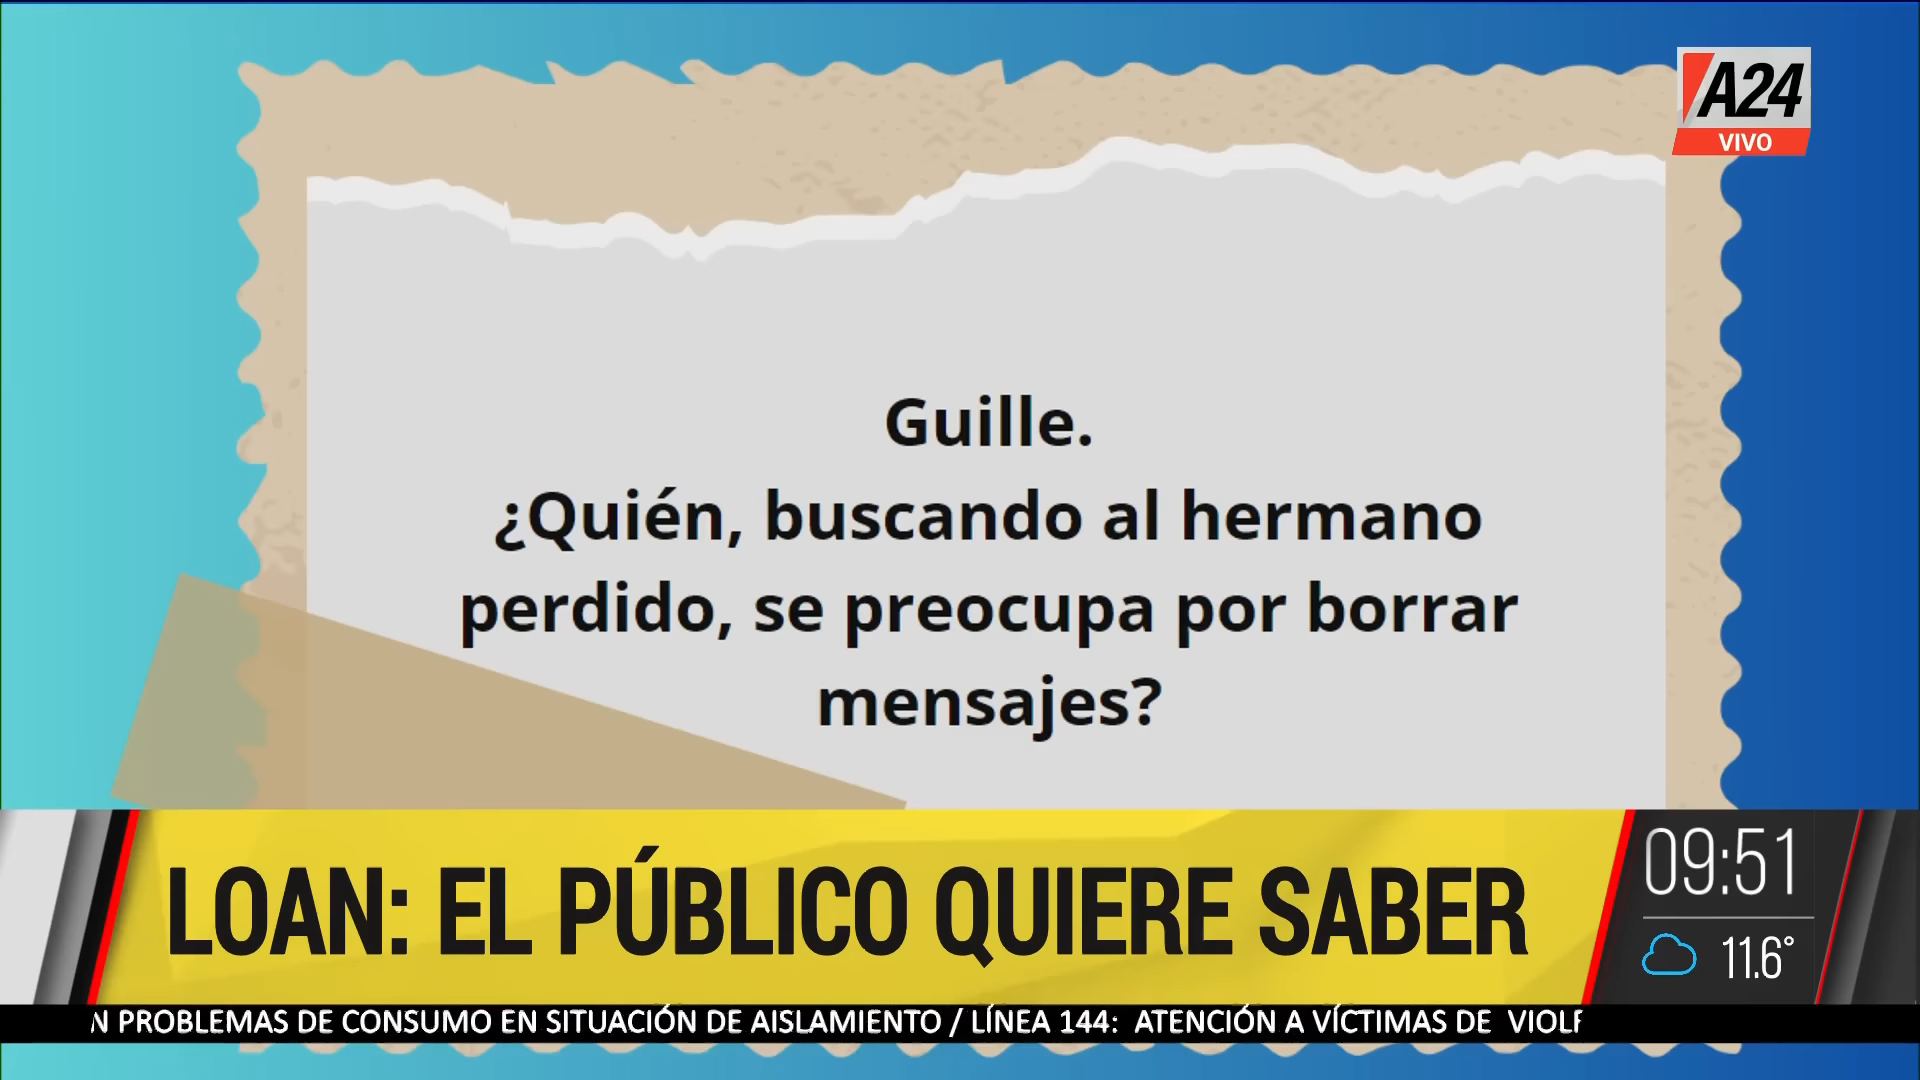 A24
VIVO
Guille.
¿Quién, buscando al hermano
perdido, se preocupa por borrar
mensajes?
LOAN: EL PÚBLICO QUIERE SABER
09:51
11.6°
PROBLEMAS DE CONSUMO EN SITUACIÓN DE AISLAMIENTO / LÍNEA 144: ATENCIÓN A VÍCTIMAS DE